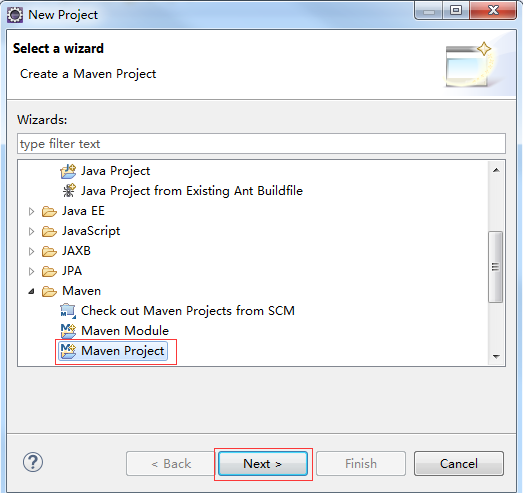 New Project
Select a wizard
Create a Maven Project
Wizards:
type filter text
Java Project
Java Project from Existing Ant Buildfile
Java EE
JavaScript
JAXB
JPA
Maven
Check out Maven Projects from SCM
Maven Module
Maven Project
< Back Next > Finish Cancel